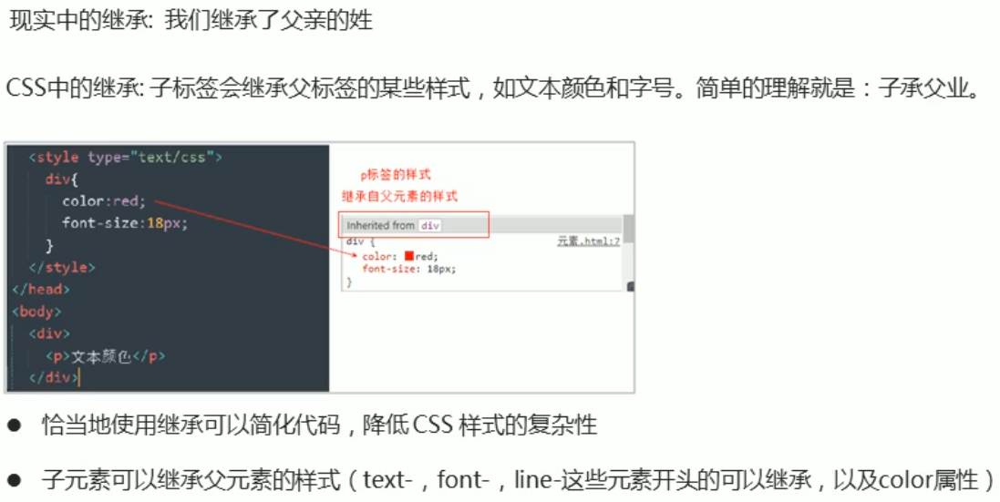 现实中的继承: 我们继承了父亲的姓
CSS中的继承: 子标签会继承父标签的某些样式，如文本颜色和字号。简单的理解就是：子承父业。
<style type="text/css">
div{
color:red;
font-size:18px;
}
</style>
</head>
<body>
<div>
<p>文本颜色</p>
</div>
p标签的样式
继承自父元素的样式
Inherited from div
div {
元素.html:7
color: red;
font-size: 18px;
}
● 恰当地使用继承可以简化代码，降低 CSS 样式的复杂性
● 子元素可以继承父元素的样式（text-，font-，line-这些元素开头的可以继承，以及color属性）